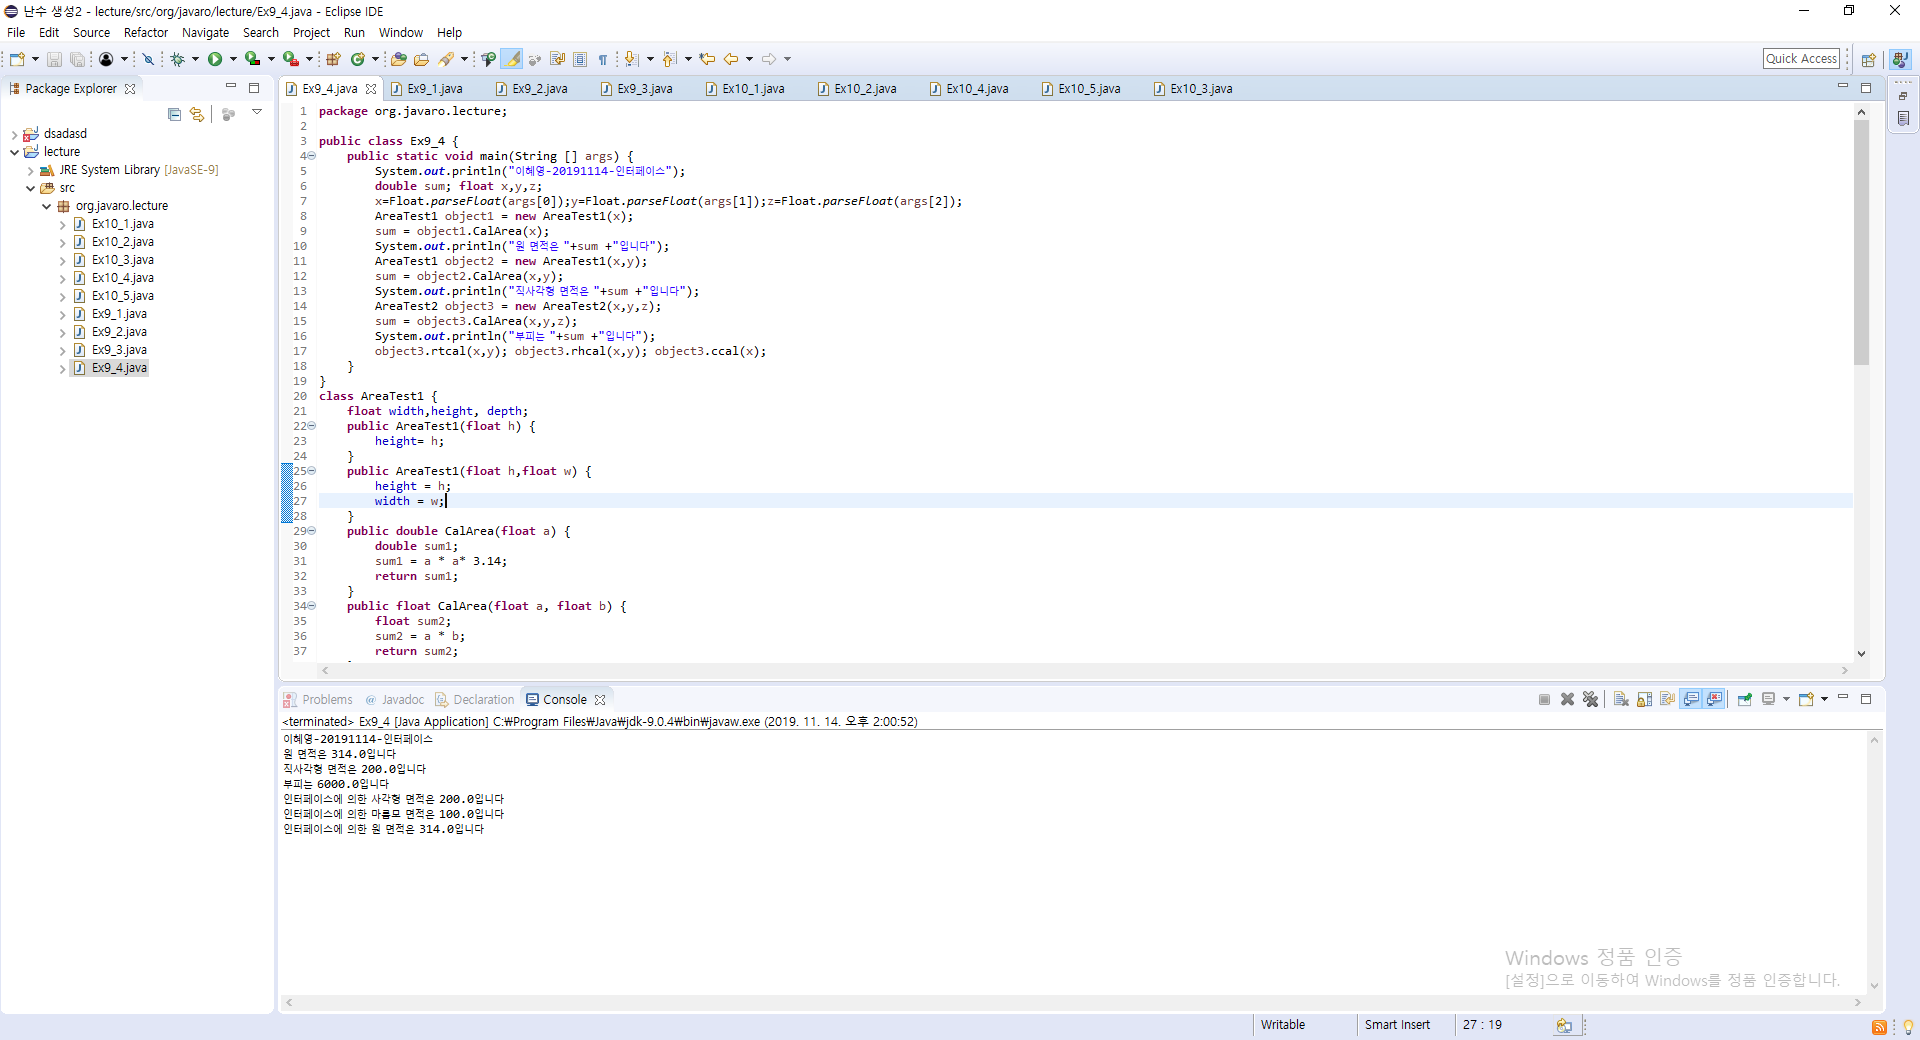 난수 생성2 - lecture/src/org/javaro/lecture/Ex9_4.java - Eclipse IDE
File Edit Source Refactor Navigate Search Project Run Window Help
Quick Access
Package Explorer
dsadasd
lecture
JRE System Library [JavaSE-9]
src
org.javaro.lecture
Ex10_1.java
Ex10_2.java
Ex10_3.java
Ex10_4.java
Ex10_5.java
Ex9_1.java
Ex9_2.java
Ex9_3.java
Ex9_4.java
Ex9_4.java Ex9_1.java Ex9_2.java Ex9_3.java Ex10_1.java Ex10_2.java Ex10_4.java Ex10_5.java Ex10_3.java
1 package org.javaro.lecture;
2
3 public class Ex9_4 {
4 public static void main(String [] args) {
5 System.out.println("이혜영-20191114-인터페이스");
6 double sum; float x,y,z;
7 x=Float.parseFloat(args[0]);y=Float.parseFloat(args[1]);z=Float.parseFloat(args[2]);
8 AreaTest1 object1 = new AreaTest1(x);
9 sum = object1.CalArea(x);
10 System.out.println("원 면적은 "+sum +"입니다");
11 AreaTest1 object2 = new AreaTest1(x,y);
12 sum = object2.CalArea(x,y);
13 System.out.println("직사각형 면적은 "+sum +"입니다");
14 AreaTest2 object3 = new AreaTest2(x,y,z);
15 sum = object3.CalArea(x,y,z);
16 System.out.println("부피는 "+sum +"입니다");
17 object3.rtcal(x,y); object3.rhcal(x,y); object3.ccal(x);
18 }
19 }
20 class AreaTest1 {
21 float width,height, depth;
22 public AreaTest1(float h) {
23 height= h;
24 }
25 public AreaTest1(float h,float w) {
26 height = h;
27 width = w;
28 }
29 public double CalArea(float a) {
30 double sum1;
31 sum1 = a * a* 3.14;
32 return sum1;
33 }
34 public float CalArea(float a, float b) {
35 float sum2;
36 sum2 = a * b;
37 return sum2;
Problems @ Javadoc Declaration Console
<terminated> Ex9_4 [Java Application] C:₩Program Files₩Java₩jdk-9.0.4₩bin₩javaw.exe (2019. 11. 14. 오후 2:00:52)
이혜영-20191114-인터페이스
원 면적은 314.0입니다
직사각형 면적은 200.0입니다
부피는 6000.0입니다
인터페이스에 의한 사각형 면적은 200.0입니다
인터페이스에 의한 마름모 면적은 100.0입니다
인터페이스에 의한 원 면적은 314.0입니다
Windows 정품 인증
[설정]으로 이동하여 Windows를 정품 인증합니다.
Writable Smart Insert 27 : 19